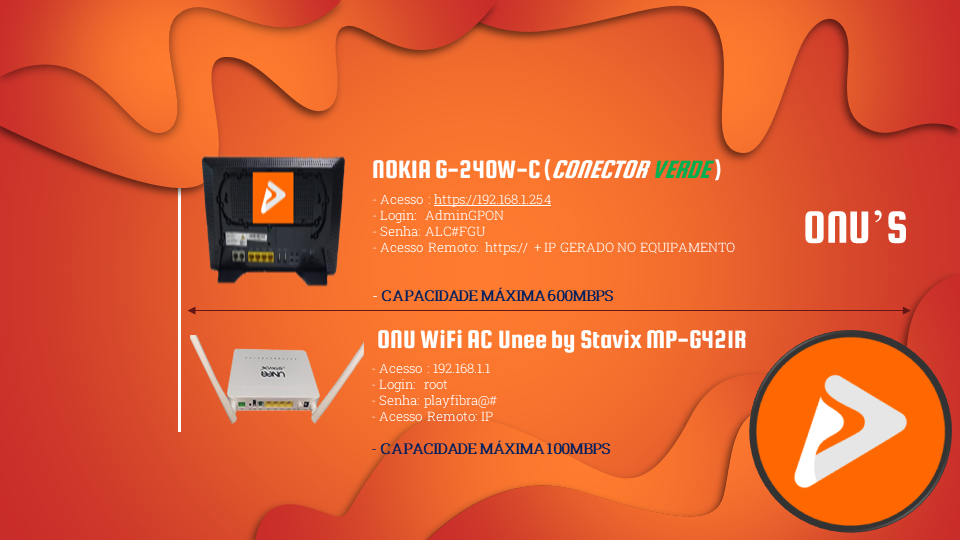 NOKIA G-240W-C (CONECTOR VERDE)
- Acesso : https://192.168.1.254
- Login: AdminGPON
- Senha: ALC#FGU
- Acesso Remoto: https:// + IP GERADO NO EQUIPAMENTO
- CAPACIDADE MÁXIMA 600MBPS
ONU'S
ONU WiFi AC Unee by Stavix MP-G421R
- Acesso : 192.168.1.1
- Login: root
- Senha: playfibra@#
- Acesso Remoto: IP
- CAPACIDADE MÁXIMA 100MBPS
UNEE